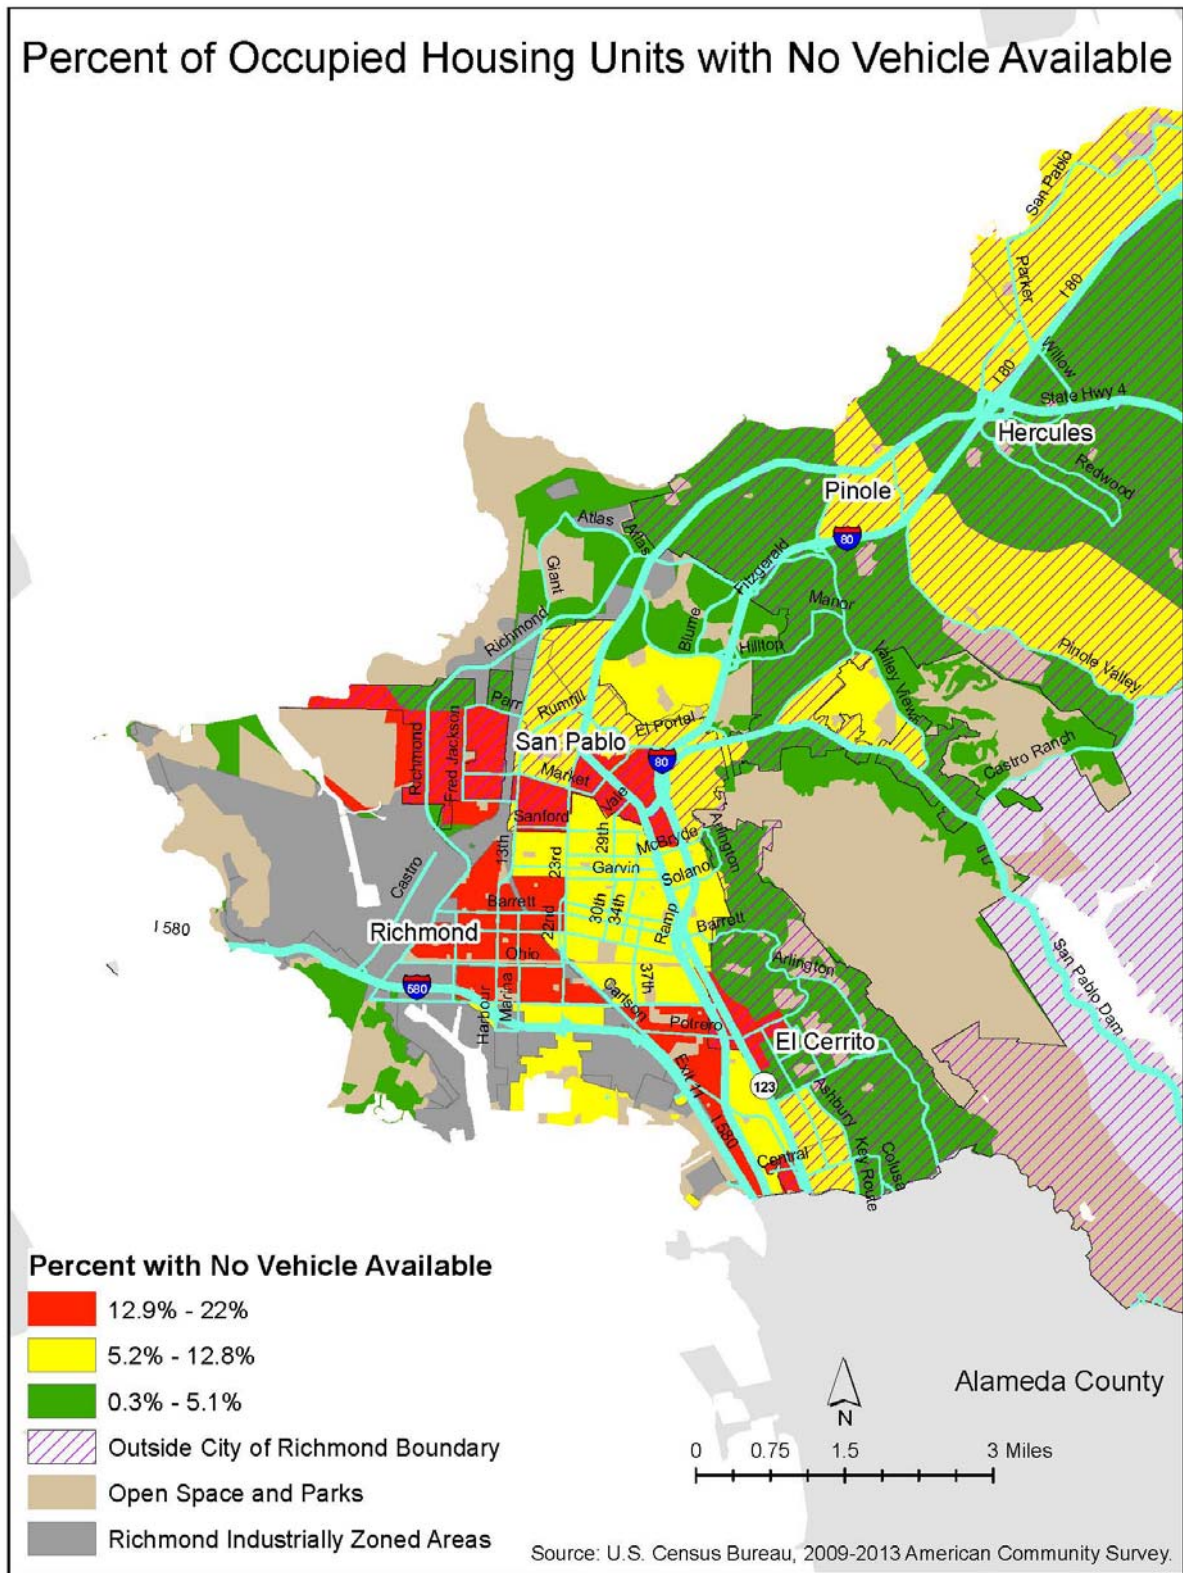 Percent of Occupied Housing Units with No Vehicle Available
San Pablo
Parker
I 80
Willow
I 80
State Hwy 4
Hercules
Redwood
Pinole
80
Atlas
Atlas
Giant
Fitzgerald
Manor
Richmond
Blume
Hilltop
Valley View
Pinole Valley
Parr
Rumrill
El Portal
San Pablo
Castro Ranch
Richmond
Fred Jackson
Market
80
Vale
Sanford
McBryde
Arlington
13th
29th
23rd
Garvin
Solano
Castro
Barrett
30th
34th
Ramp
Barrett
22nd
I 580
Richmond
Ohio
Arlington
San Pablo Dam
580
37th
Carlson
Harbour
Marina
Potrero
El Cerrito
Exit 11
123
Ashbury
I 580
Central
Key Route
Colusa
Percent with No Vehicle Available
12.9% - 22%
5.2% - 12.8%
0.3% - 5.1%
Outside City of Richmond Boundary
Open Space and Parks
Richmond Industrially Zoned Areas
Alameda County
N
0 0.75 1.5 3 Miles
Source: U.S. Census Bureau, 2009-2013 American Community Survey.